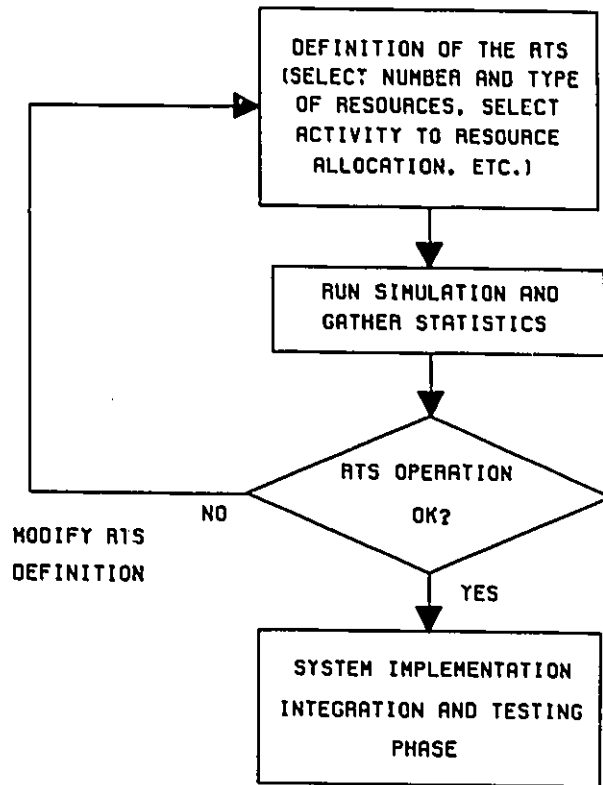 DEFINITION OF THE RTS
(SELECT NUMBER AND TYPE
OF RESOURCES, SELECT
ACTIVITY TO RESOURCE
ALLOCATION, ETC.)
RUN SIMULATION AND
GATHER STATISTICS
RTS OPERATION
OK?
NO
MODIFY RTS
DEFINITION
YES
SYSTEM IMPLEMENTATION
INTEGRATION AND TESTING
PHASE